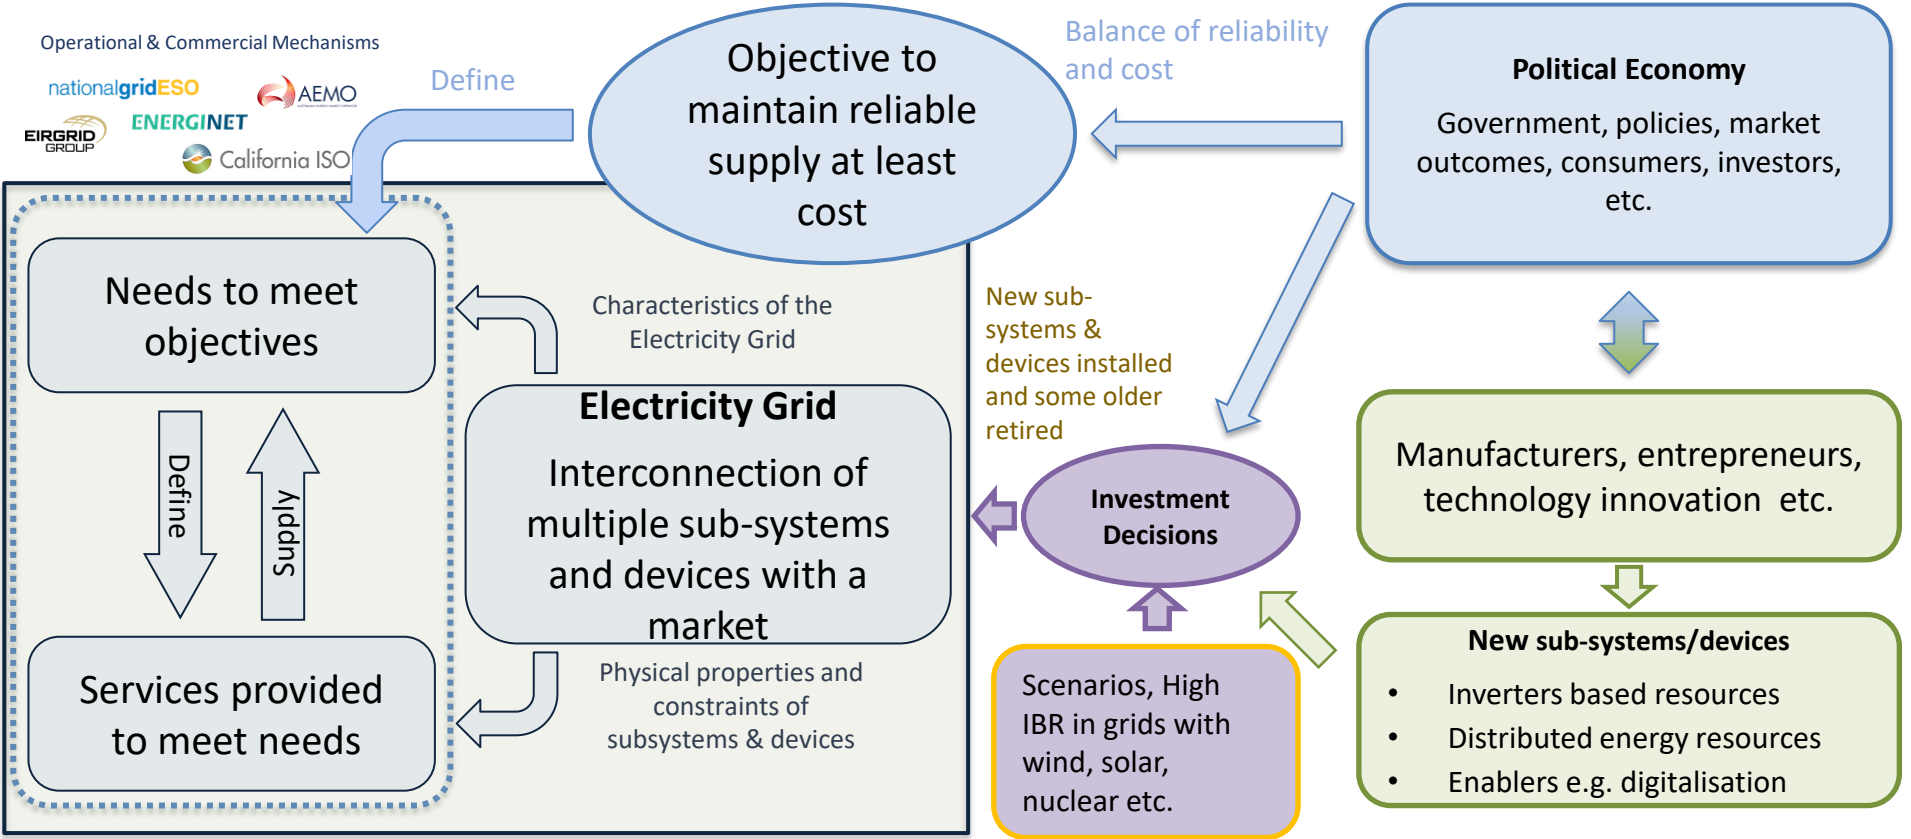 Operational & Commercial Mechanisms
nationalgridESO
AEMO
ENERGINET
EIRGRID
GROUP
California ISO
Define
Objective to
maintain reliable
supply at least
cost
Balance of reliability
and cost
Political Economy
Government, policies, market
outcomes, consumers, investors,
etc.
Needs to meet
objectives
Define
Supply
Services provided
to meet needs
Characteristics of the
Electricity Grid
Electricity Grid
Interconnection of
multiple sub-systems
and devices with a
market
Physical properties and
constraints of
subsystems & devices
New sub-
systems &
devices installed
and some older
retired
Investment
Decisions
Scenarios, High
IBR in grids with
wind, solar,
nuclear etc.
Manufacturers, entrepreneurs,
technology innovation etc.
New sub-systems/devices
• Inverters based resources
• Distributed energy resources
• Enablers e.g. digitalisation